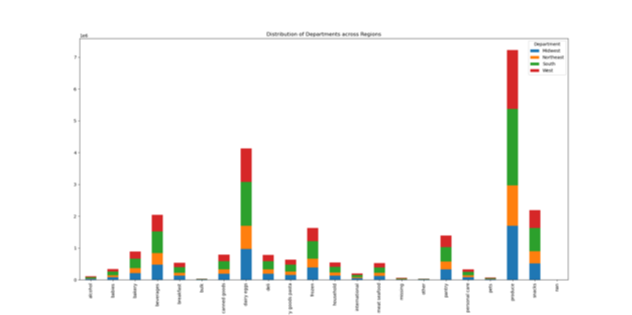 Distribution of Departments across Regions
1e6
Department
Midwest
Northeast
South
West
7
6
5
4
3
2
1
0
alcohol
babies
bakery
beverages
breakfast
bulk
canned goods
dairy eggs
deli
y goods pasta
frozen
household
international
meat seafood
missing
other
pantry
personal care
pets
produce
snacks